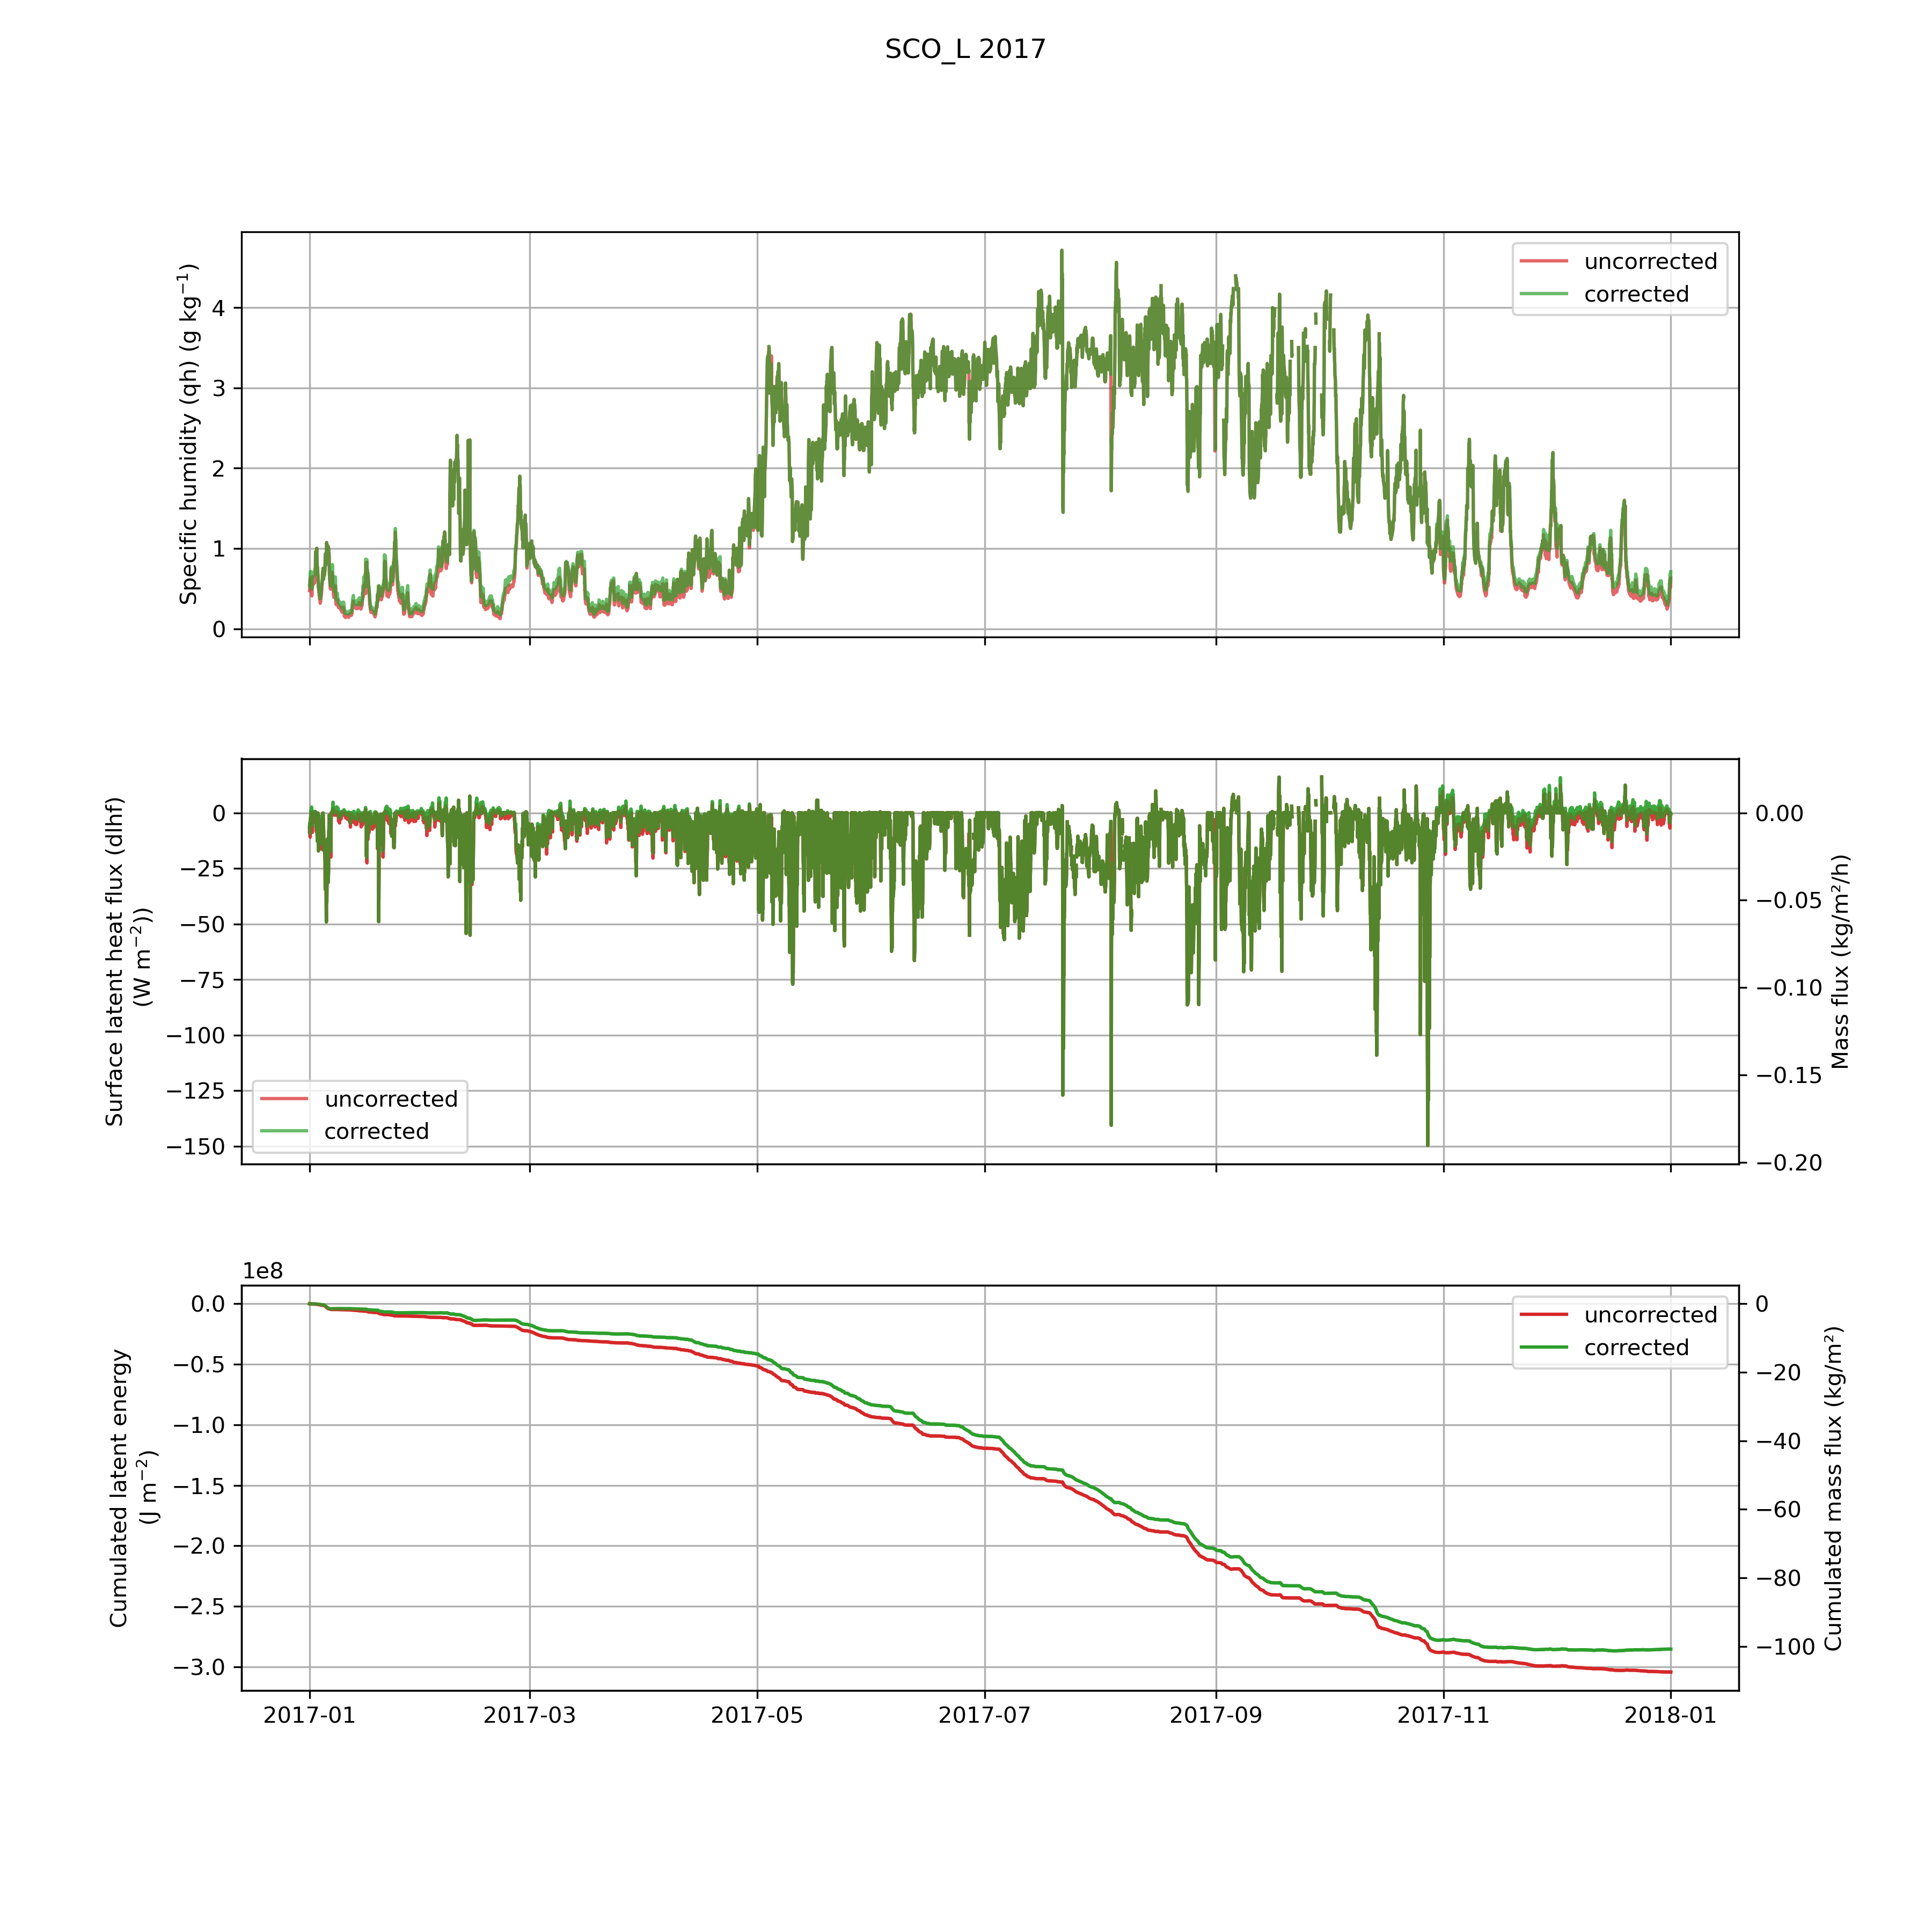 SCO_L 2017
Specific humidity (qh) (g kg⁻¹)
4
3
2
1
0
uncorrected
corrected
Surface latent heat flux (dlhf)
(W m⁻²))
0
−25
−50
−75
−100
−125
−150
uncorrected
corrected
0.00
−0.05
−0.10
−0.15
−0.20
Mass flux (kg/m²/h)
1e8
Cumulated latent energy
(J m⁻²)
0.0
−0.5
−1.0
−1.5
−2.0
−2.5
−3.0
uncorrected
corrected
0
−20
−40
−60
−80
−100
Cumulated mass flux (kg/m²)
2017-01 2017-03 2017-05 2017-07 2017-09 2017-11 2018-01